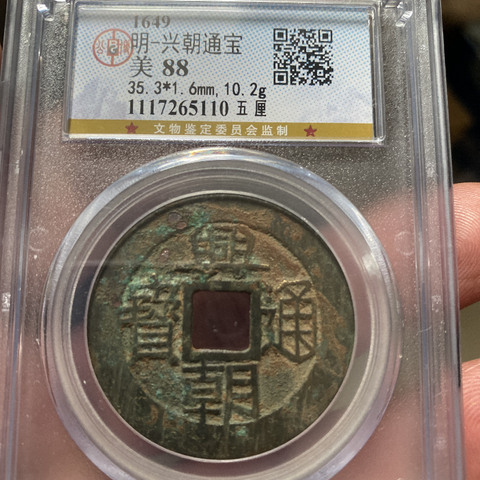 1649
明-兴朝通宝
美 88
35.3*1.6mm,10.2g
1117265110 五厘
★ 文物鉴定委员会监制 ★
興
朝
通
寳